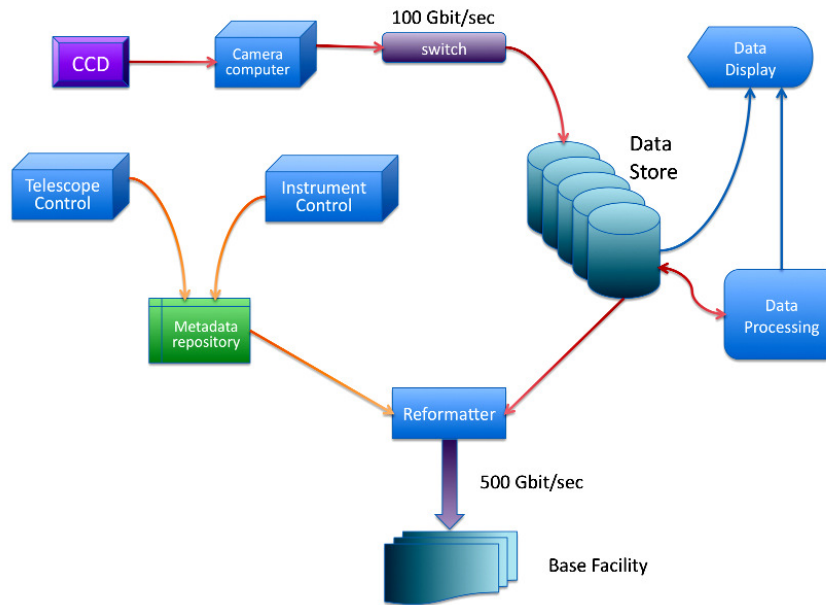 100 Gbit/sec
CCD
Camera
computer
switch
Data
Display
Data
Store
Telescope
Control
Instrument
Control
Metadata
repository
Data
Processing
Reformatter
500 Gbit/sec
Base Facility